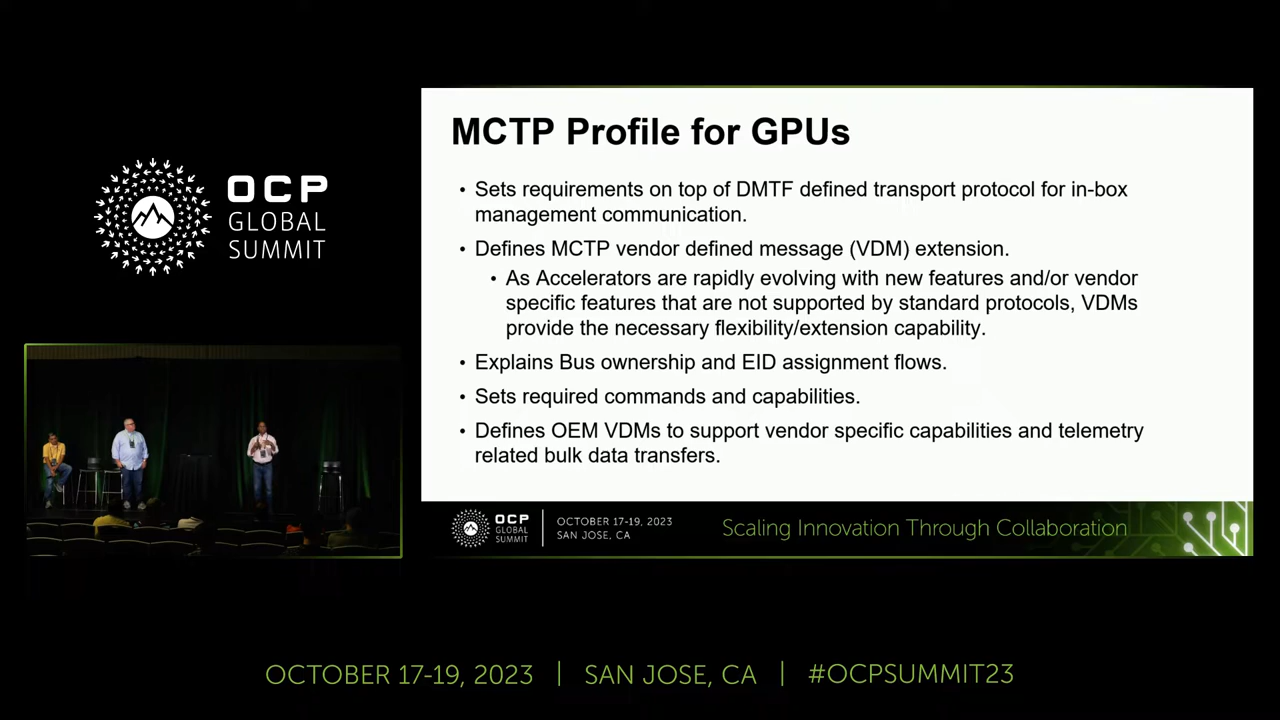 OCP
GLOBAL
SUMMIT
MCTP Profile for GPUs
• Sets requirements on top of DMTF defined transport protocol for in-box
management communication.
• Defines MCTP vendor defined message (VDM) extension.
• As Accelerators are rapidly evolving with new features and/or vendor
specific features that are not supported by standard protocols, VDMs
provide the necessary flexibility/extension capability.
• Explains Bus ownership and EID assignment flows.
• Sets required commands and capabilities.
• Defines OEM VDMs to support vendor specific capabilities and telemetry
related bulk data transfers.
OCP
GLOBAL
SUMMIT
OCTOBER 17-19, 2023
SAN JOSE, CA
Scaling Innovation Through Collaboration
OCTOBER 17-19, 2023 | SAN JOSE, CA | #OCPSUMMIT23